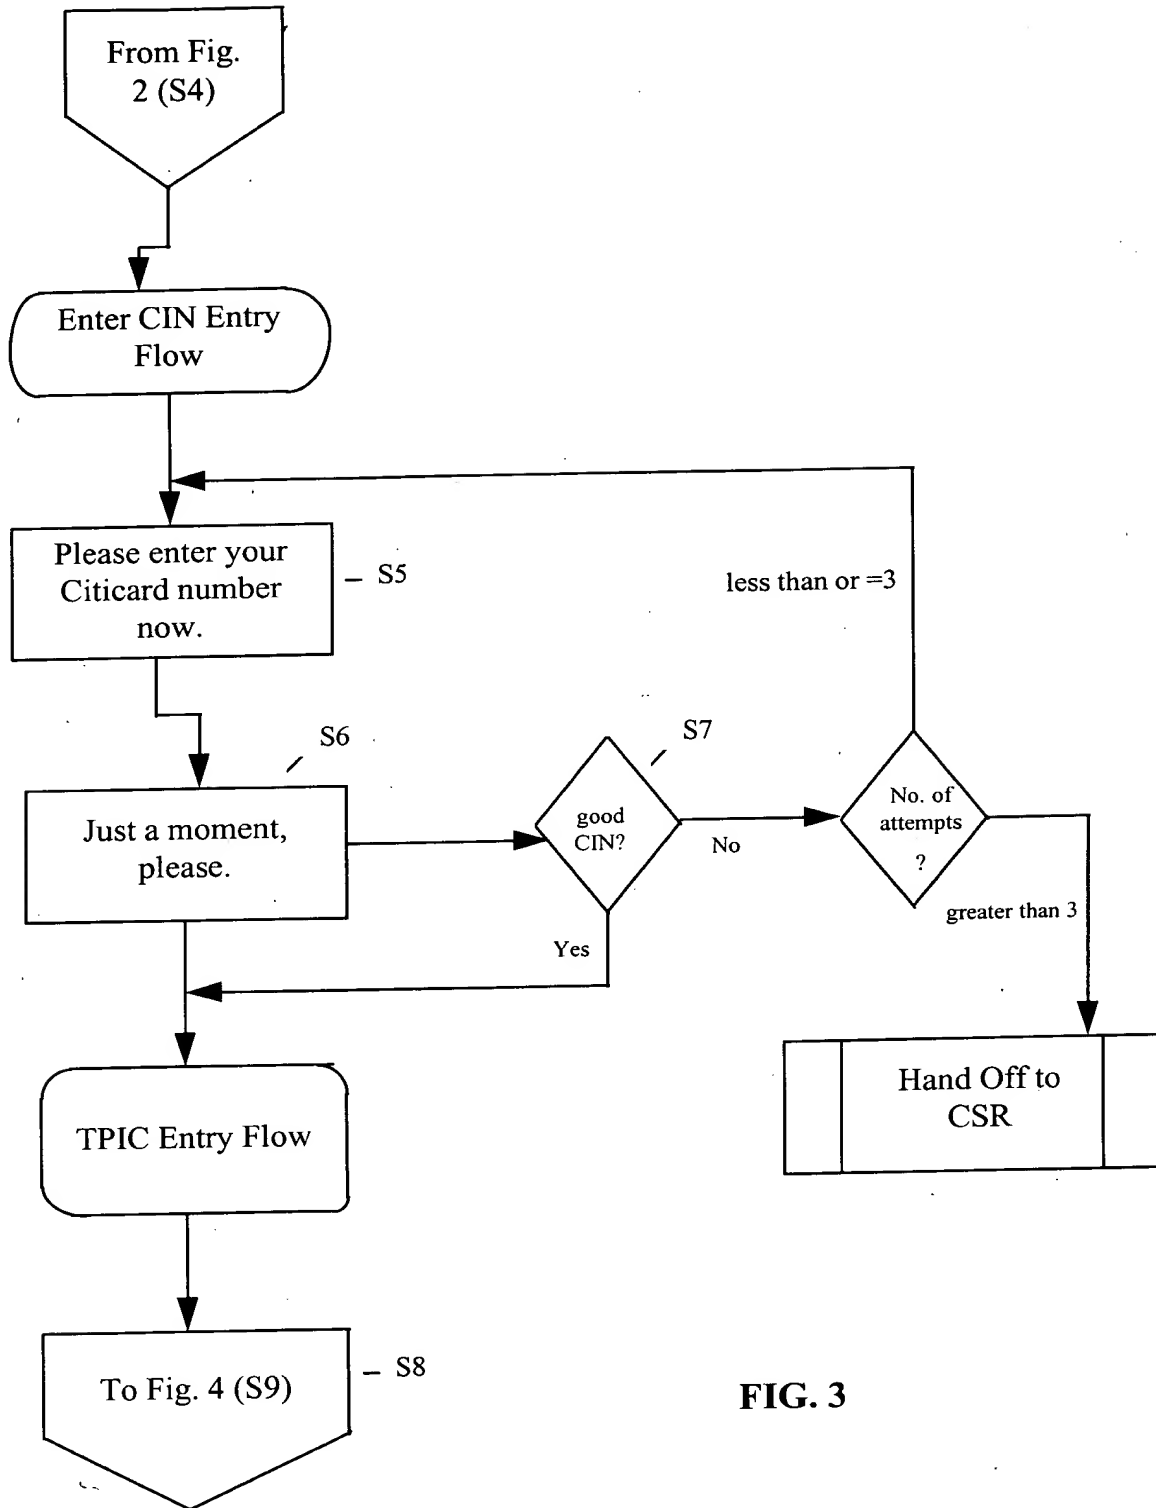 From Fig.
2 (S4)
Enter CIN Entry
Flow
Please enter your
Citicard number
now.
S5
less than or =3
S6
Just a moment,
please.
S7
good
CIN?
No
Yes
No. of
attempts
?
greater than 3
Hand Off to
CSR
TPIC Entry Flow
To Fig. 4 (S9)
S8
FIG. 3